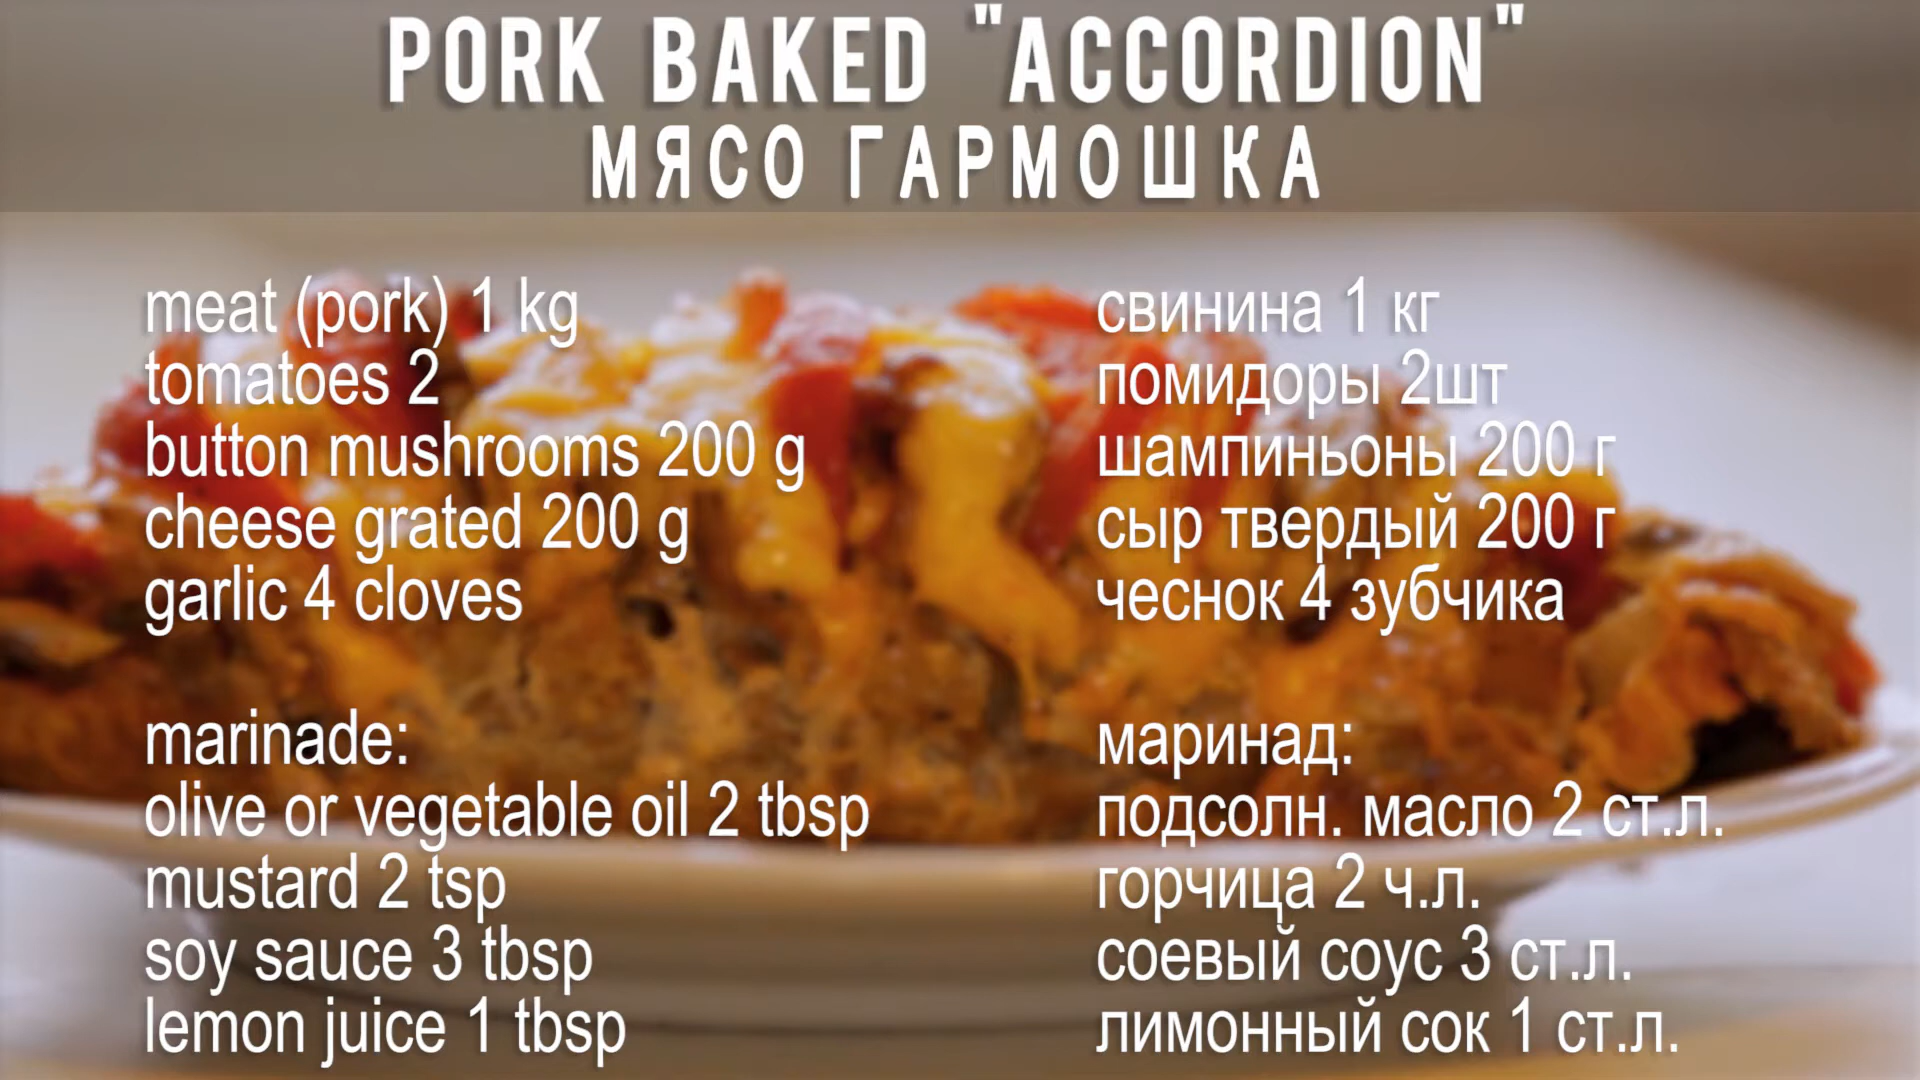 PORK BAKED "ACCORDION"
МЯСО ГАРМОШКА
meat (pork) 1 kg
tomatoes 2
button mushrooms 200 g
cheese grated 200 g
garlic 4 cloves
marinade:
olive or vegetable oil 2 tbsp
mustard 2 tsp
soy sauce 3 tbsp
lemon juice 1 tbsp
свинина 1 кг
помидоры 2шт
шампиньоны 200 г
сыр твердый 200 г
чеснок 4 зубчика
маринад:
подсолн. масло 2 ст.л.
горчица 2 ч.л.
соевый соус 3 ст.л.
лимонный сок 1 ст.л.